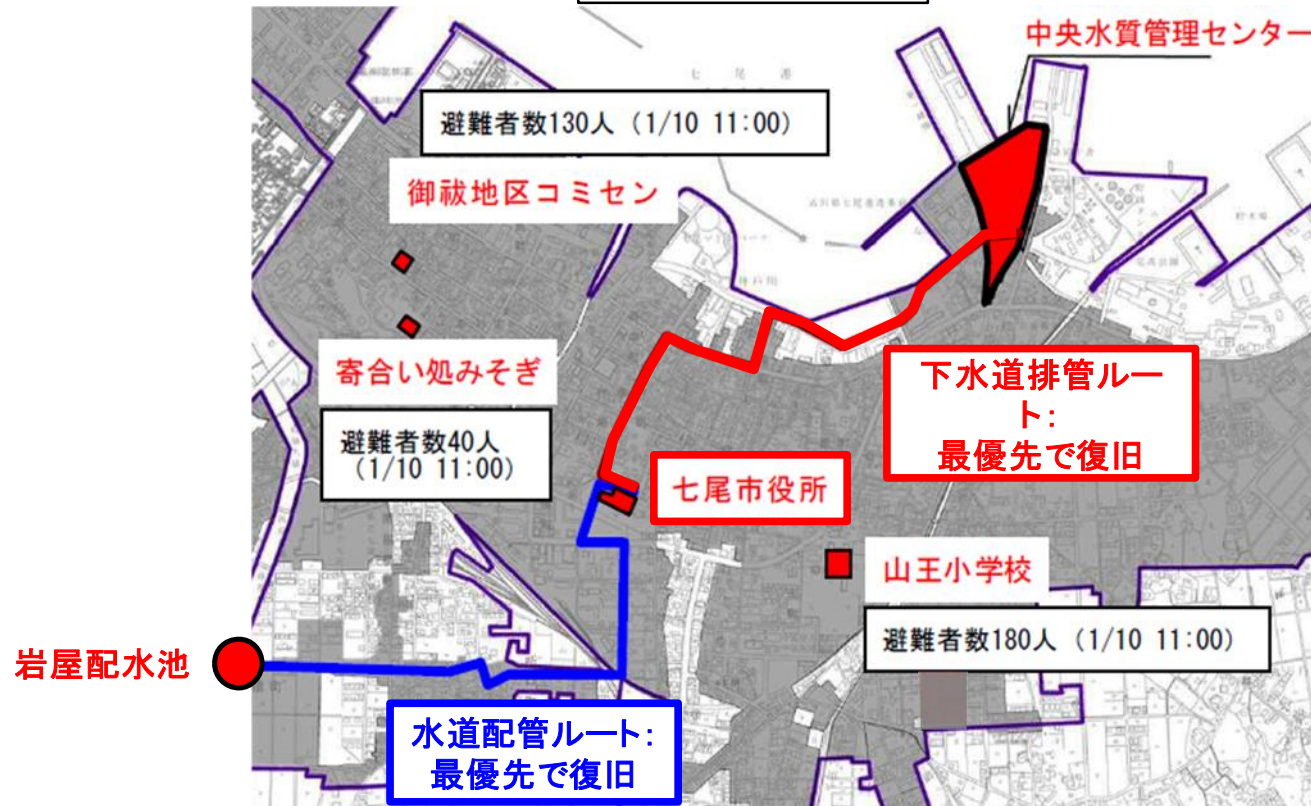 中央水質管理センター
七尾港
避難者数130人（1/10 11:00）
御祓地区コミセン
寄合い処みそぎ
避難者数40人
（1/10 11:00）
下水道排管ルー
ト：
最優先で復旧
七尾市役所
山王小学校
避難者数180人（1/10 11:00）
岩屋配水池
水道配管ルート：
最優先で復旧